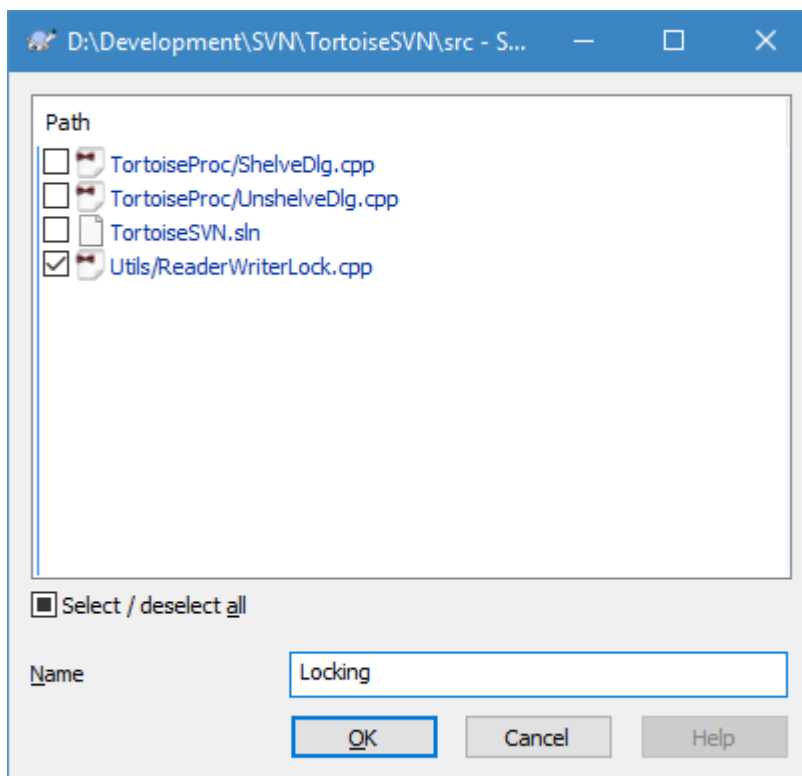 D:\Development\SVN\TortoiseSVN\src - S...
Path
TortoiseProc/ShelveDlg.cpp
TortoiseProc/UnshelveDlg.cpp
TortoiseSVN.sln
Utils/ReaderWriterLock.cpp
Select / deselect all
Name Locking
OK Cancel Help